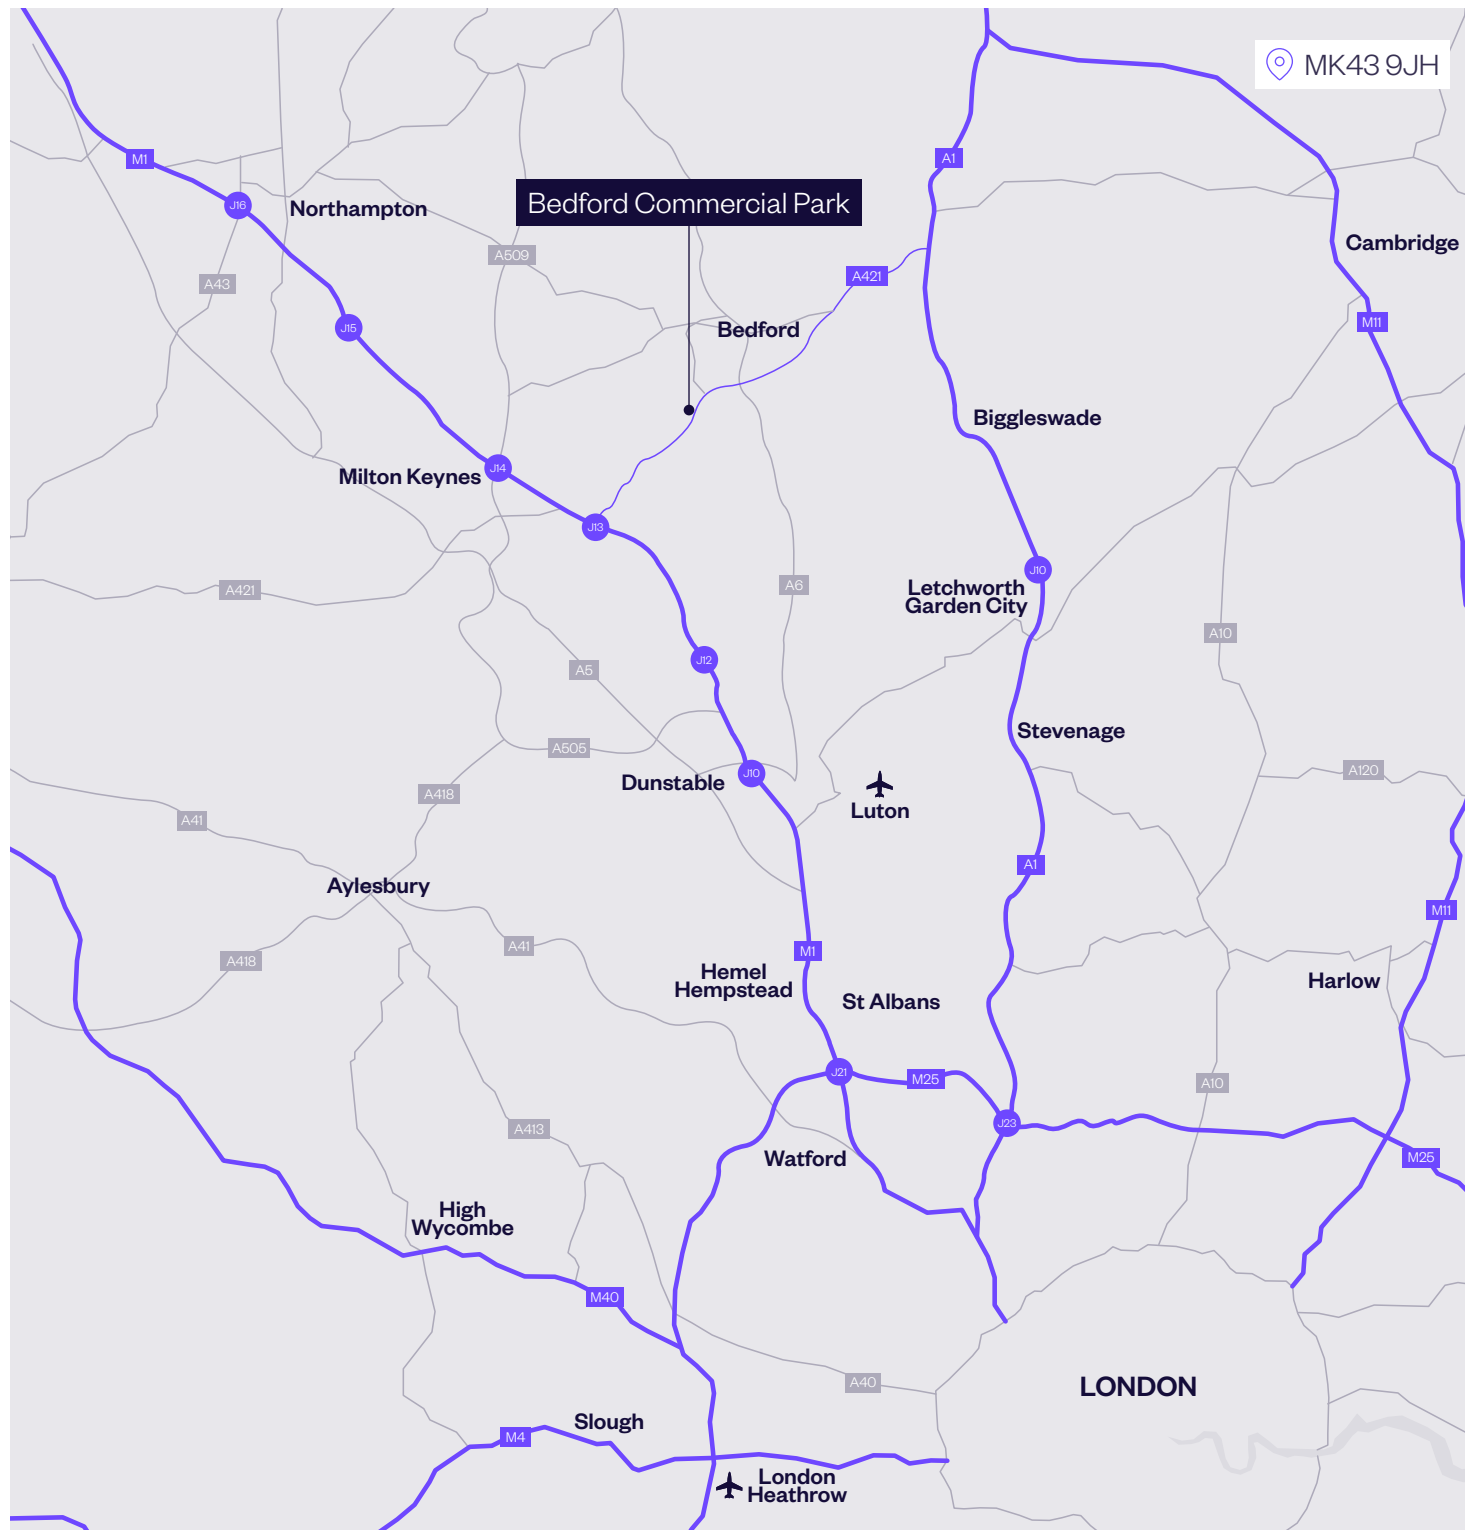 MK43 9JH
M1
A1
Bedford Commercial Park
J16
Northampton
Cambridge
A509
A43
A421
M11
J15
Bedford
Biggleswade
J14
Milton Keynes
J13
J10
Letchworth
Garden City
A421
A6
A10
J12
A5
Stevenage
A505
J10
A120
Dunstable
Luton
A418
A41
A1
Aylesbury
M11
A41
M1
A418
Hemel
Hempstead
Harlow
St Albans
J21
M25
A10
J23
A413
Watford
M25
High
Wycombe
M40
A40
LONDON
Slough
M4
London
Heathrow